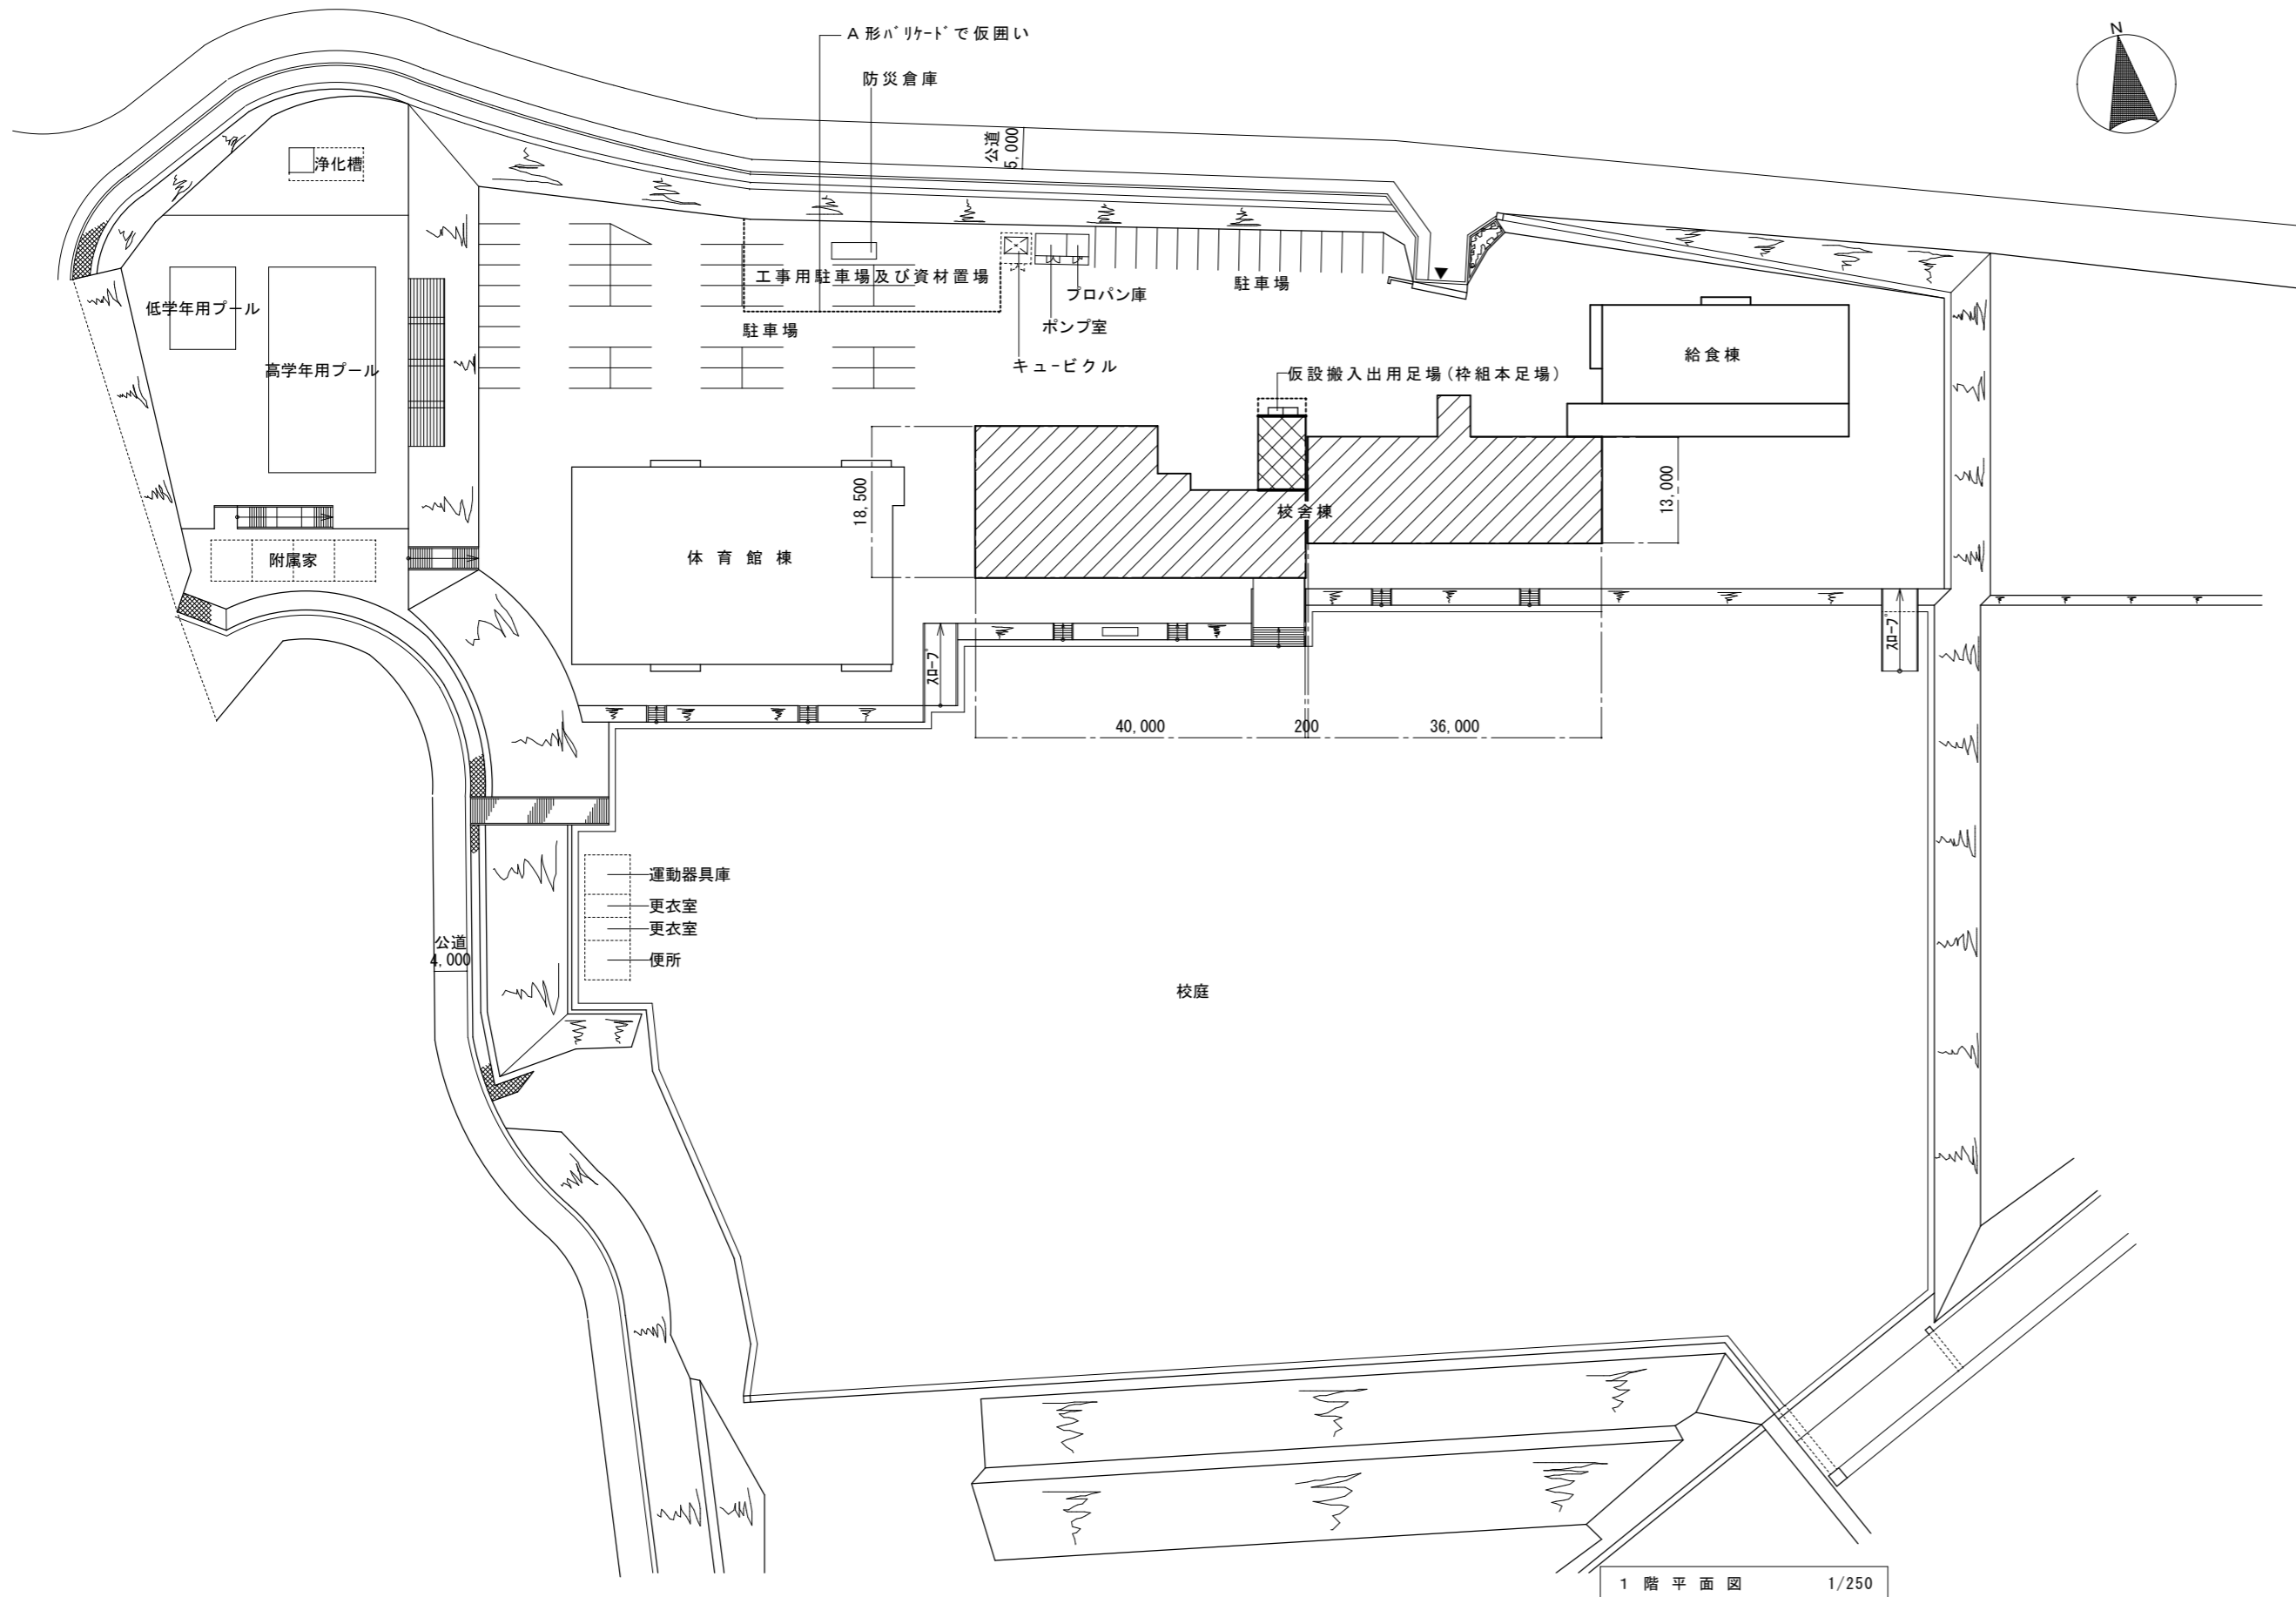 N
A形バリケードで仮囲い
防災倉庫
公道
5,000
浄化槽
工事用駐車場及び資材置場
プロパン庫
駐車場
低学年用プール
ポンプ室
駐車場
キュービクル
給食棟
高学年用プール
仮設搬入出用足場(枠組本足場)
18,500
13,000
校舎棟
体育館棟
附属家
スロープ
スロープ
40,000
200
36,000
運動器具庫
更衣室
更衣室
公道
4,000
便所
校庭
1階平面図 1/250